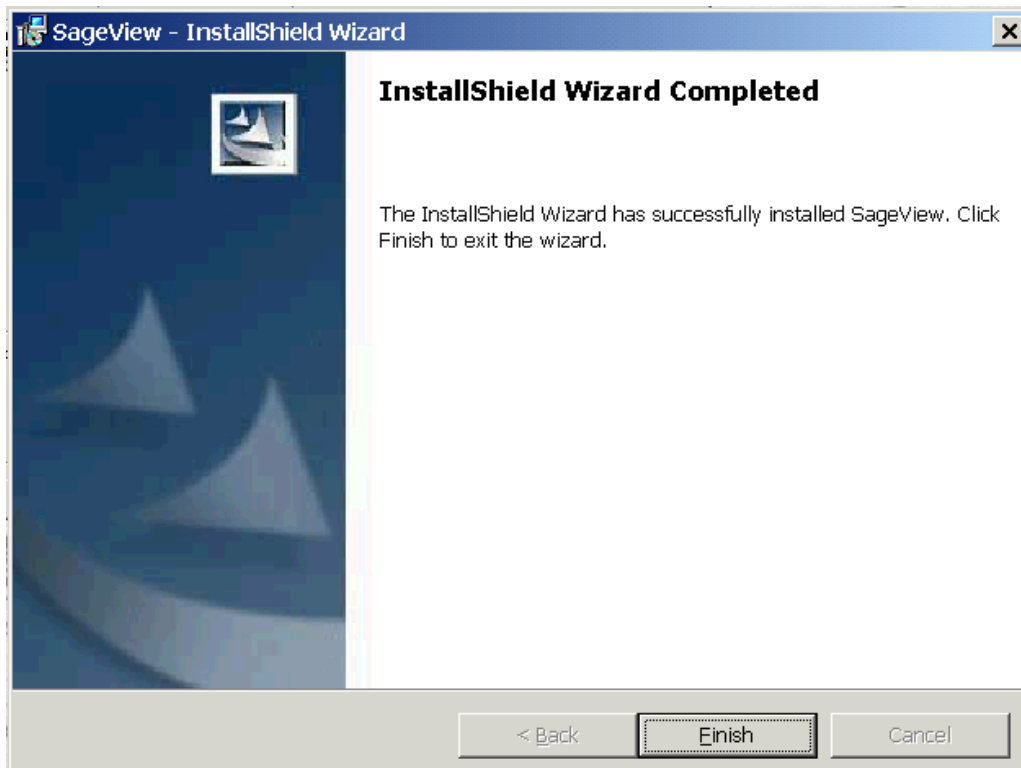 SageView - InstallShield Wizard
InstallShield Wizard Completed
The InstallShield Wizard has successfully installed SageView. Click
Finish to exit the wizard.
< Back
Finish
Cancel